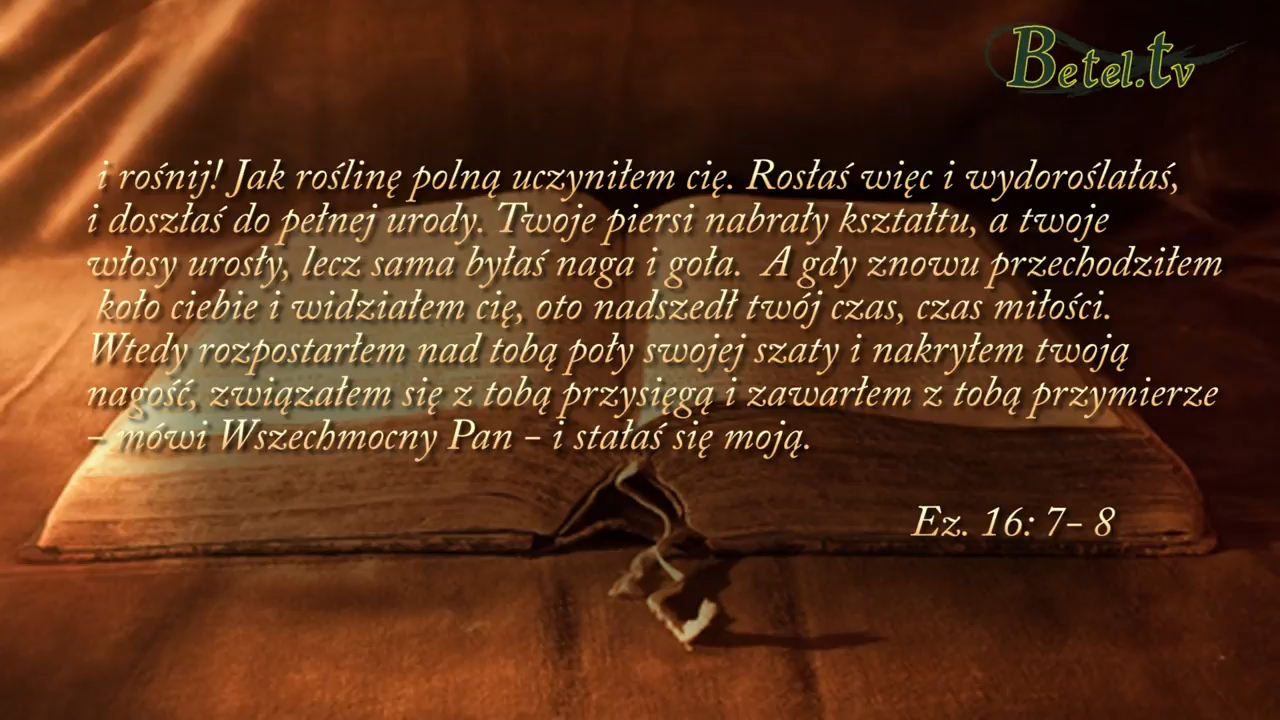 Betel.tv
i rośnij! Jak roślinę polną uczyniłem cię. Rosłaś więc i wydoroślałaś,
i doszłaś do pełnej urody. Twoje piersi nabrały kształtu, a twoje
włosy urosły, lecz sama byłaś naga i goła. A gdy znowu przechodziłem
koło ciebie i widziałem cię, oto nadszedł twój czas, czas miłości.
Wtedy rozpostarłem nad tobą poły swojej szaty i nakryłem twoją
nagość, związałem się z tobą przysięgą i zawarłem z tobą przymierze
– mówi Wszechmocny Pan – i stałaś się moją.
Ez. 16: 7– 8